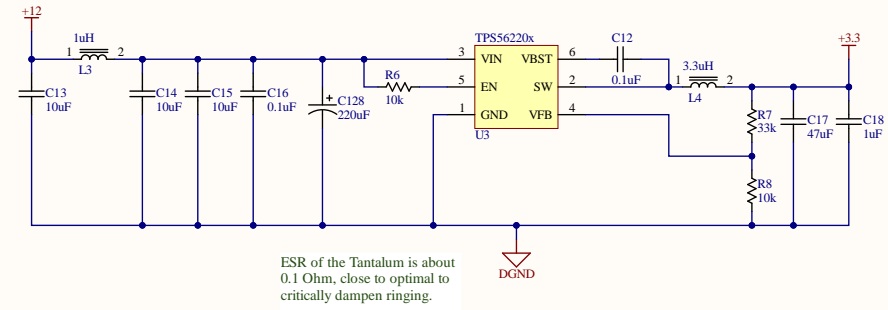 +12
+3.3
1uH
1
2
L3
C13
10uF
C14
10uF
C15
10uF
C16
0.1uF
C128
220uF
+
R6
10k
TPS56220x
3
VIN
VBST
6
5
EN
SW
2
1
GND
VFB
4
U3
C12
0.1uF
3.3uH
1
2
L4
R7
33k
C17
47uF
C18
1uF
R8
10k
DGND
ESR of the Tantalum is about
0.1 Ohm, close to optimal to
critically dampen ringing.